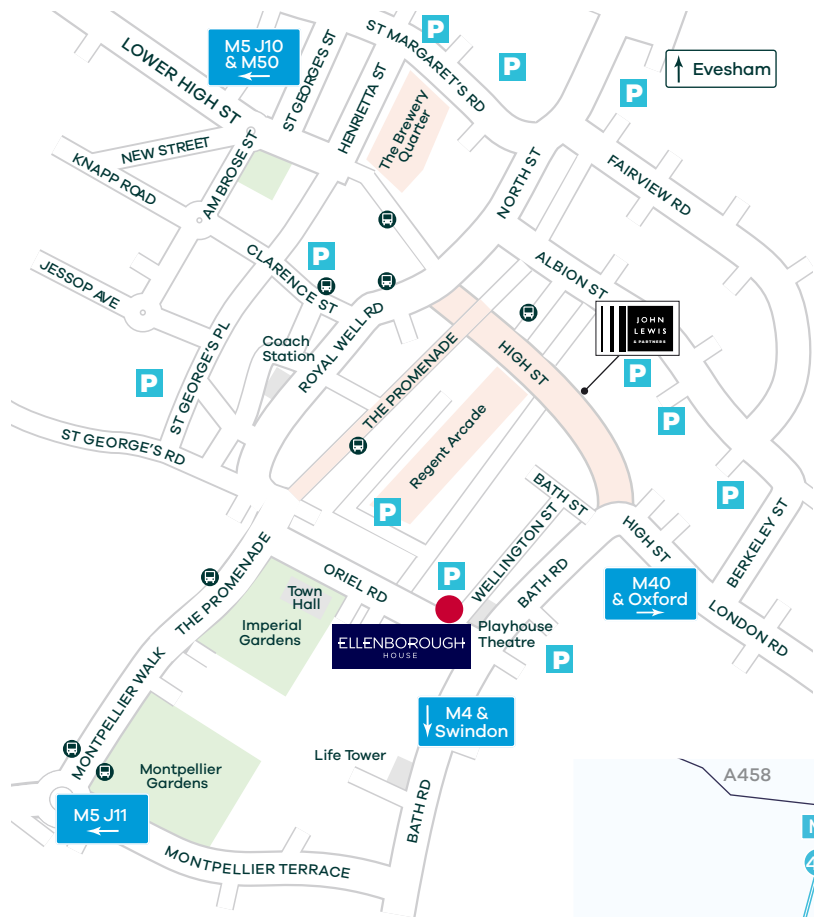 M5 J10
& M50
LOWER HIGH ST
ST GEORGE'S ST
HENRIETTA ST
ST MARGARET'S RD
P
P
P
Evesham
The Brewery
Quarter
NEW STREET
KNAPP ROAD
AMBROSE ST
NORTH ST
FAIRVIEW RD
CLARENCE ST
P
ALBION ST
JESSOP AVE
ROYAL WELL RD
Coach
Station
ST GEORGE'S PL
P
THE PROMENADE
HIGH ST
JOHN
LEWIS
& PARTNERS
P
P
Regent Arcade
ST GEORGE'S RD
P
BATH ST
P
WELLINGTON ST
HIGH ST
BERKELEY ST
THE PROMENADE
ORIEL RD
P
BATH RD
M40
& Oxford
LONDON RD
Town
Hall
Imperial
Gardens
ELLENBOROUGH
HOUSE
Playhouse
Theatre
P
MONTPELLIER WALK
M4 &
Swindon
Life Tower
Montpellier
Gardens
BATH RD
M5 J11
MONTPELLIER TERRACE
A458